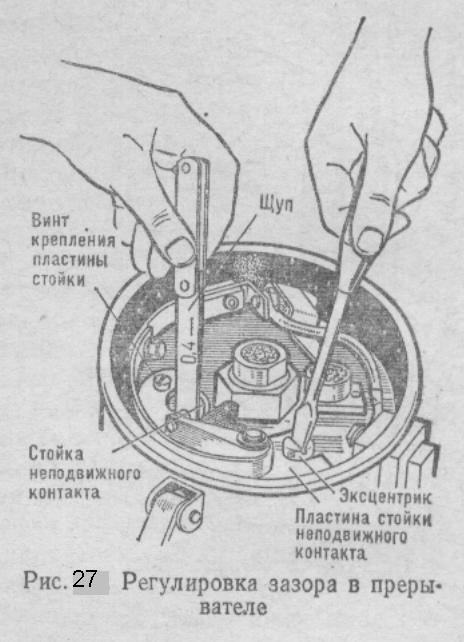 Щуп
Винт
крепления
пластины
стойки
0,4
Стойка
неподвижного
контакта
Эксцентрик
Пластина стойки
неподвижного
контакта
Рис. 27 Регулировка зазора в преры-
вателе